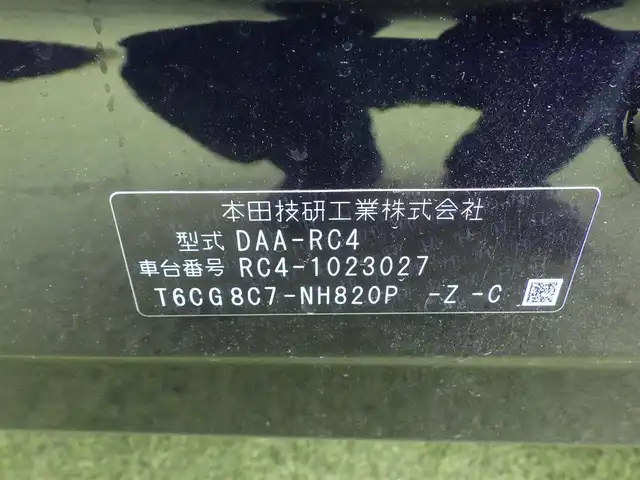 本田技研工業株式会社
型式 DAA-RC4
車台番号 RC4-1023027
T6CG8C7-NH820P -Z -C